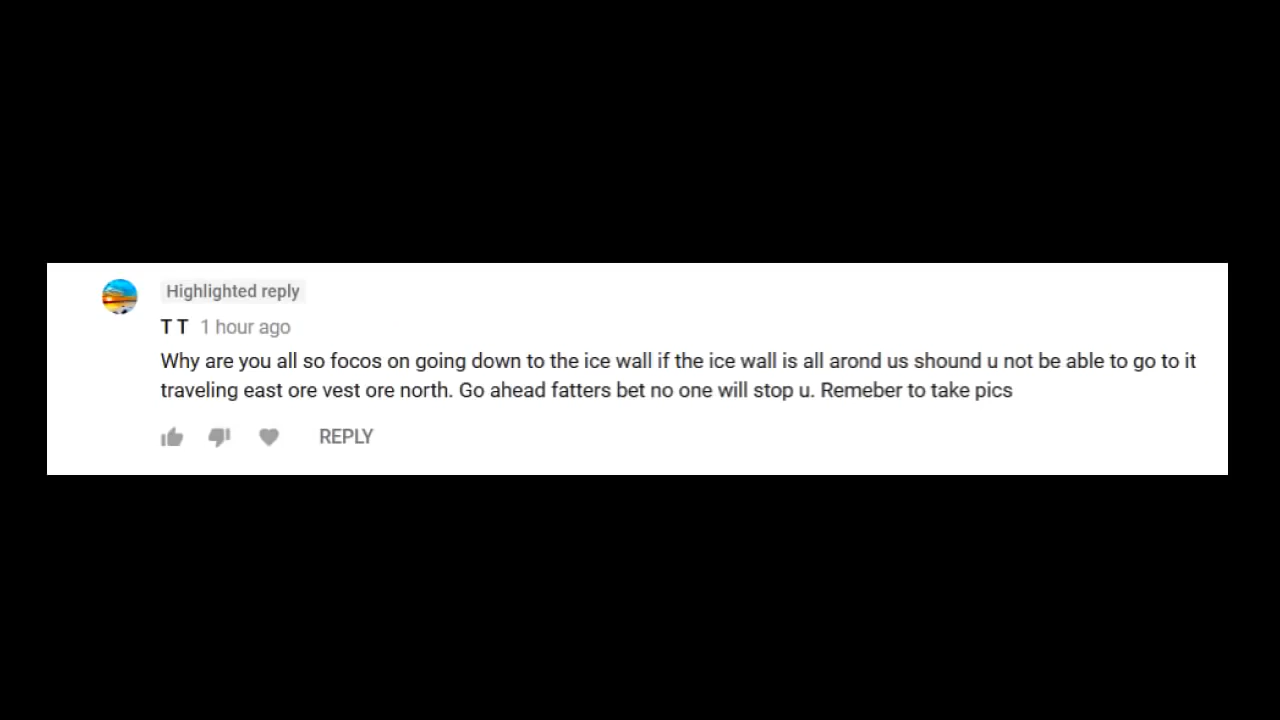 Highlighted reply
T T 1 hour ago
Why are you all so focos on going down to the ice wall if the ice wall is all arond us shound u not be able to go to it
traveling east ore vest ore north. Go ahead fatters bet no one will stop u. Remeber to take pics
REPLY